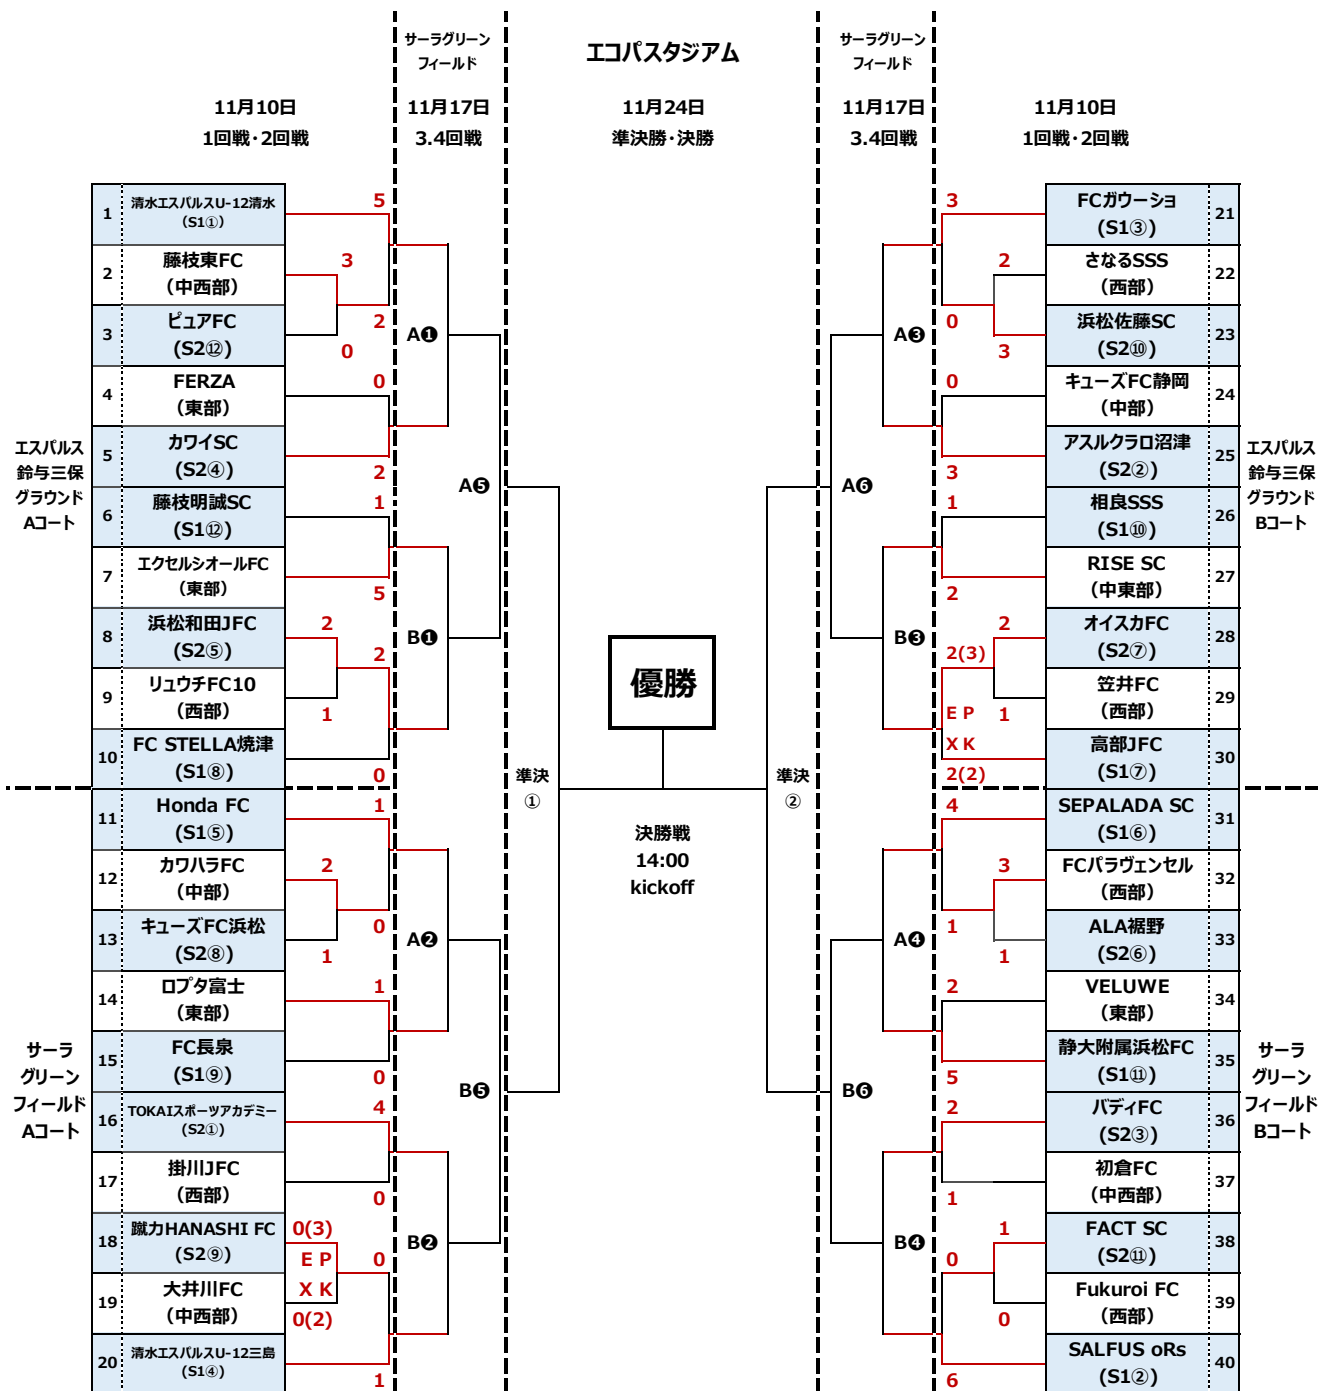 サーラグリーン
フィールド
エコパスタジアム
サーラグリーン
フィールド
11月10日
1回戦・2回戦
11月17日
3.4回戦
11月24日
準決勝・決勝
11月17日
3.4回戦
11月10日
1回戦・2回戦
エスパルス
鈴与三保
グラウンド
Aコート
サーラ
グリーン
フィールド
Aコート
1 清水エスパルスU-12清水
(S1①)
5
2 藤枝東FC
(中西部)
3
3 ピュアFC
(S2⑫)
0
2
4 FERZA
(東部)
0
5 カワイSC
(S2④)
2
6 藤枝明誠SC
(S1⑫)
1
7 エクセルシオールFC
(東部)
5
8 浜松和田JFC
(S2⑤)
2
2
9 リュウチFC10
(西部)
1
10 FC STELLA焼津
(S1⑧)
0
11 Honda FC
(S1⑤)
1
12 カワハラFC
(中部)
2
13 キューズFC浜松
(S2⑧)
1
0
14 ロプタ富士
(東部)
1
15 FC長泉
(S1⑨)
0
16 TOKAIスポーツアカデミー
(S2①)
4
17 掛川JFC
(西部)
0
18 蹴力HANASHI FC
(S2⑨)
0(3)
E P
X K
0
19 大井川FC
(中西部)
0(2)
20 清水エスパルスU-12三島
(S1④)
1
A❶
B❶
A❷
B❷
A❺
B❺
準決
①
優勝
決勝戦
14:00
kickoff
準決
②
A❻
B❻
A❸
B❸
A❹
B❹
3
FCガウーショ
(S1③) 21
2
さなるSSS
(西部) 22
0
3
浜松佐藤SC
(S2⑩) 23
0
キューズFC静岡
(中部) 24
3
アスルクラロ沼津
(S2②) 25
1
相良SSS
(S1⑩) 26
2
RISE SC
(中東部) 27
2
2(3)
オイスカFC
(S2⑦) 28
E P
X K
1
笠井FC
(西部) 29
2(2)
高部JFC
(S1⑦) 30
4
SEPALADA SC
(S1⑥) 31
3
FCパラヴェンセル
(西部) 32
1
1
ALA裾野
(S2⑥) 33
2
VELUWE
(東部) 34
5
静大附属浜松FC
(S1⑪) 35
2
バディFC
(S2③) 36
1
初倉FC
(中西部) 37
1
0
FACT SC
(S2⑪) 38
0
Fukuroi FC
(西部) 39
6
SALFUS oRs
(S1②) 40
エスパルス
鈴与三保
グラウンド
Bコート
サーラ
グリーン
フィールド
Bコート